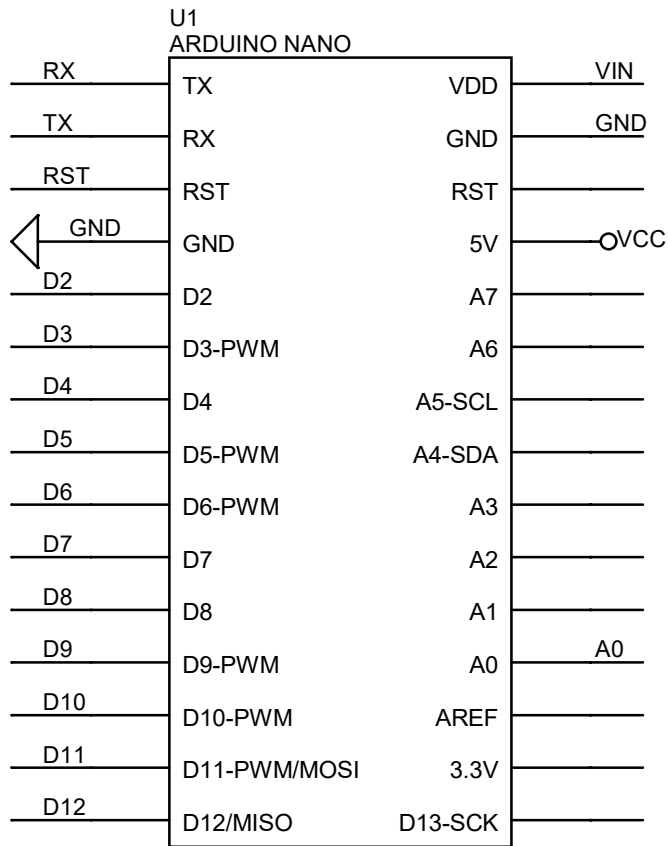 U1
ARDUINO NANO
RX TX VDD VIN
TX RX GND GND
RST RST RST
GND GND 5V VCC
D2 D2 A7
D3 D3-PWM A6
D4 D4 A5-SCL
D5 D5-PWM A4-SDA
D6 D6-PWM A3
D7 D7 A2
D8 D8 A1
D9 D9-PWM A0 A0
D10 D10-PWM AREF
D11 D11-PWM/MOSI 3.3V
D12 D12/MISO D13-SCK